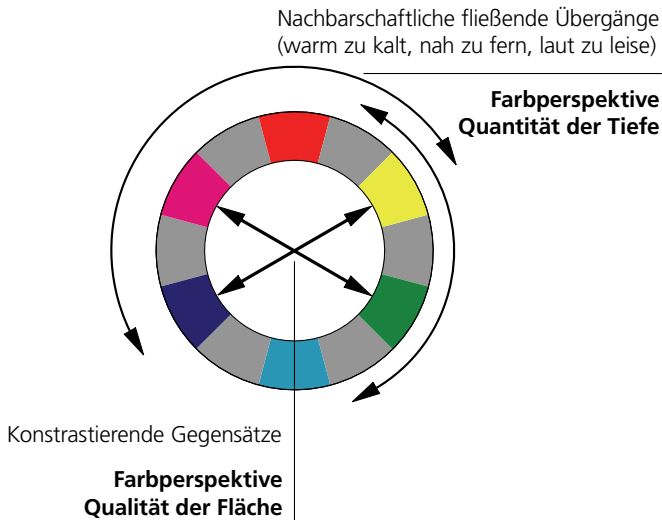 Nachbarschaftliche fließende Übergänge
(warm zu kalt, nah zu fern, laut zu leise)
Farbperspektive
Quantität der Tiefe
Konstrastierende Gegensätze
Farbperspektive
Qualität der Fläche